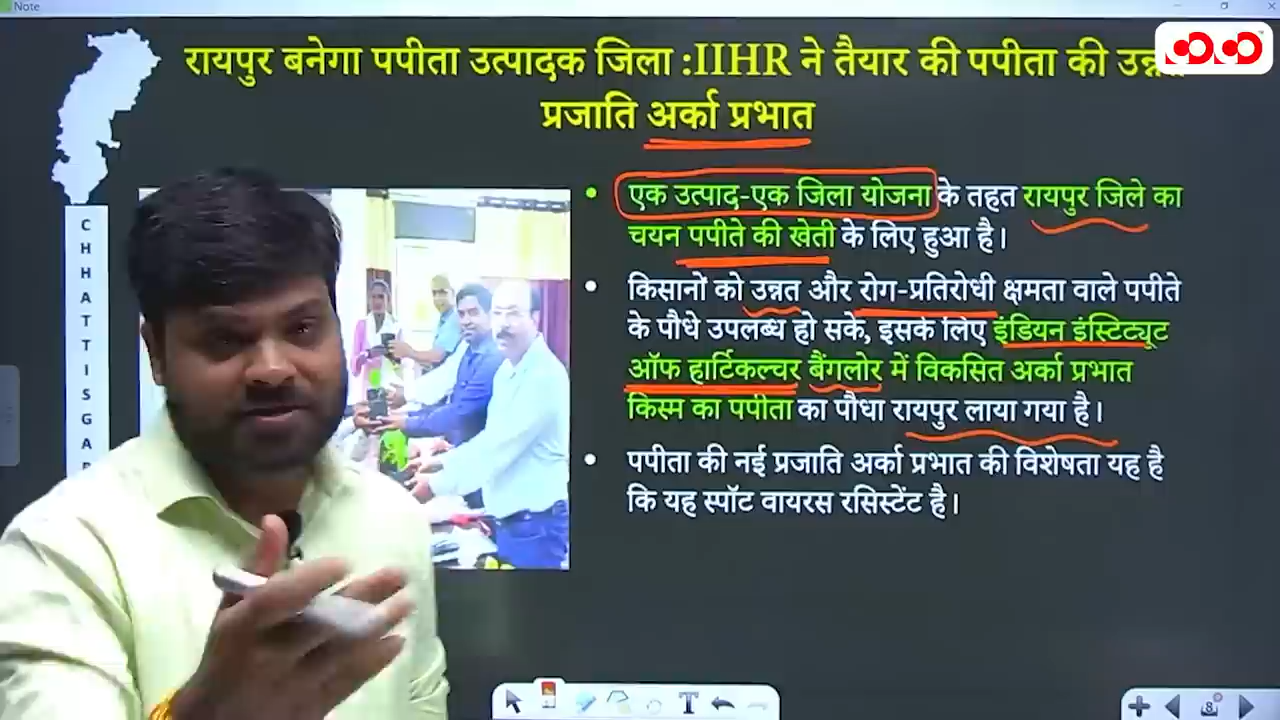 Note
रायपुर बनेगा पपीता उत्पादक जिला :IIHR ने तैयार की पपीता की
प्रजाति अर्का प्रभात
CHHATTISGAR
• एक उत्पाद-एक जिला योजना के तहत रायपुर जिले का
चयन पपीते की खेती के लिए हुआ है।
• किसानों को उन्नत और रोग-प्रतिरोधी क्षमता वाले पपीते
के पौधे उपलब्ध हो सके, इसके लिए इंडियन इंस्टिट्यूट
ऑफ हार्टिकल्चर बैंगलोर में विकसित अर्का प्रभात
किस्म का पपीता का पौधा रायपुर लाया गया है।
• पपीता की नई प्रजाति अर्का प्रभात की विशेषता यह है
कि यह स्पॉट वायरस रसिस्टेंट है।
T
8